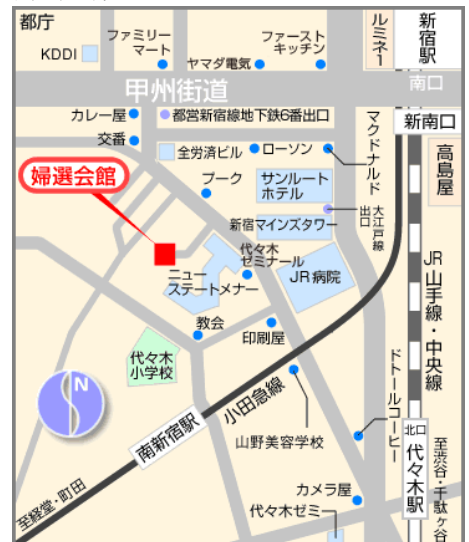 都庁
KDDI
ファミリー
マート
ヤマダ電気
ファースト
キッチン
ルミネ1
新宿駅
南口
甲州街道
新南口
カレー屋
都営新宿線地下鉄6番出口
交番
全労済ビル
ローソン
マクドナルド
高島屋
婦選会館
プーク
サンルート
ホテル
新宿マインズタワー
大江戸線
出口
代々木
ゼミナール
ニュー
ステートメナー
JR病院
JR山手線・中央線
教会
印刷屋
代々木
小学校
N
小田急線
南新宿駅
山野美容学校
ドトールコーヒー
北口
代々木駅
至渋谷・千駄ヶ谷
至経堂・町田
カメラ屋
代々木ゼミ